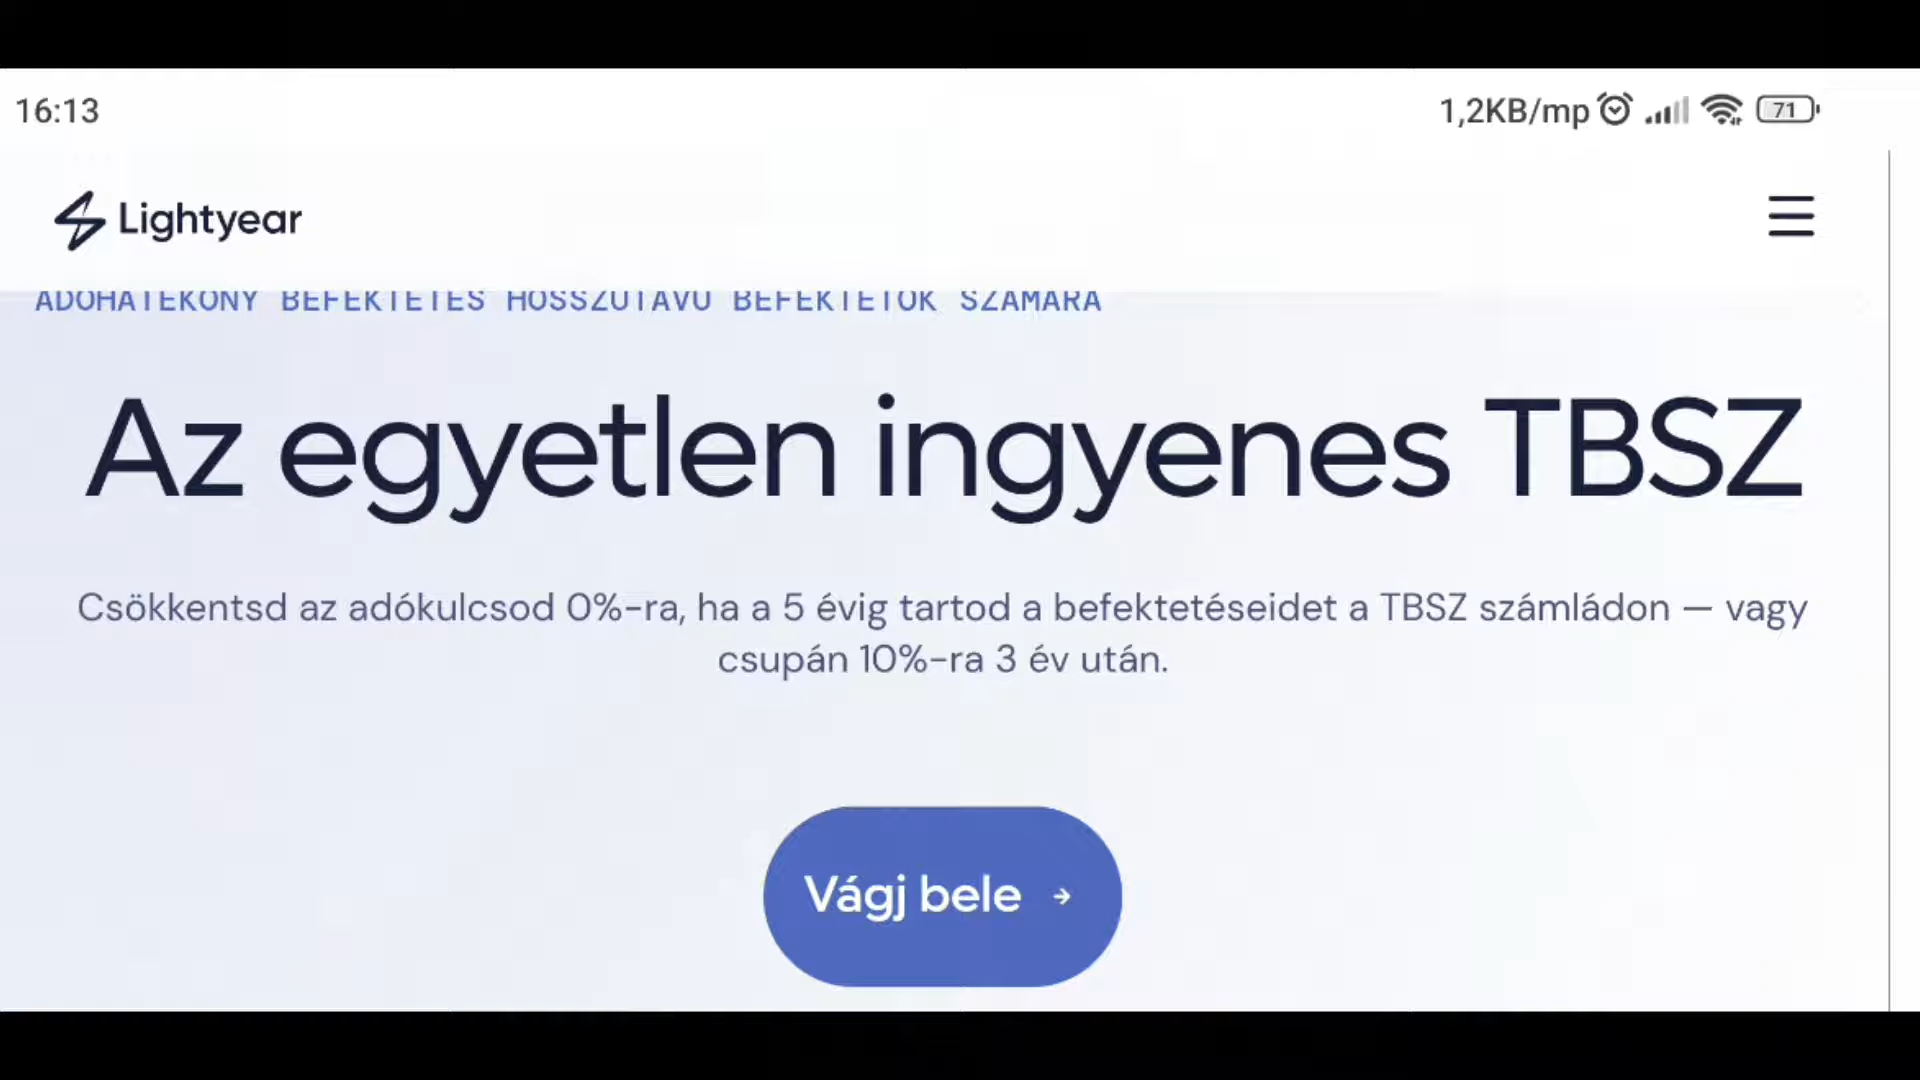 16:13
1,2KB/mp
71
Lightyear
ADÓHATÉKONY BEFEKTETÉS HOSSZÚTÁVÚ BEFEKTETŐK SZÁMÁRA
Az egyetlen ingyenes TBSZ
Csökkentsd az adókulcsod 0%-ra, ha a 5 évig tartod a befektetéseidet a TBSZ számládon — vagy
csupán 10%-ra 3 év után.
Vágj bele →